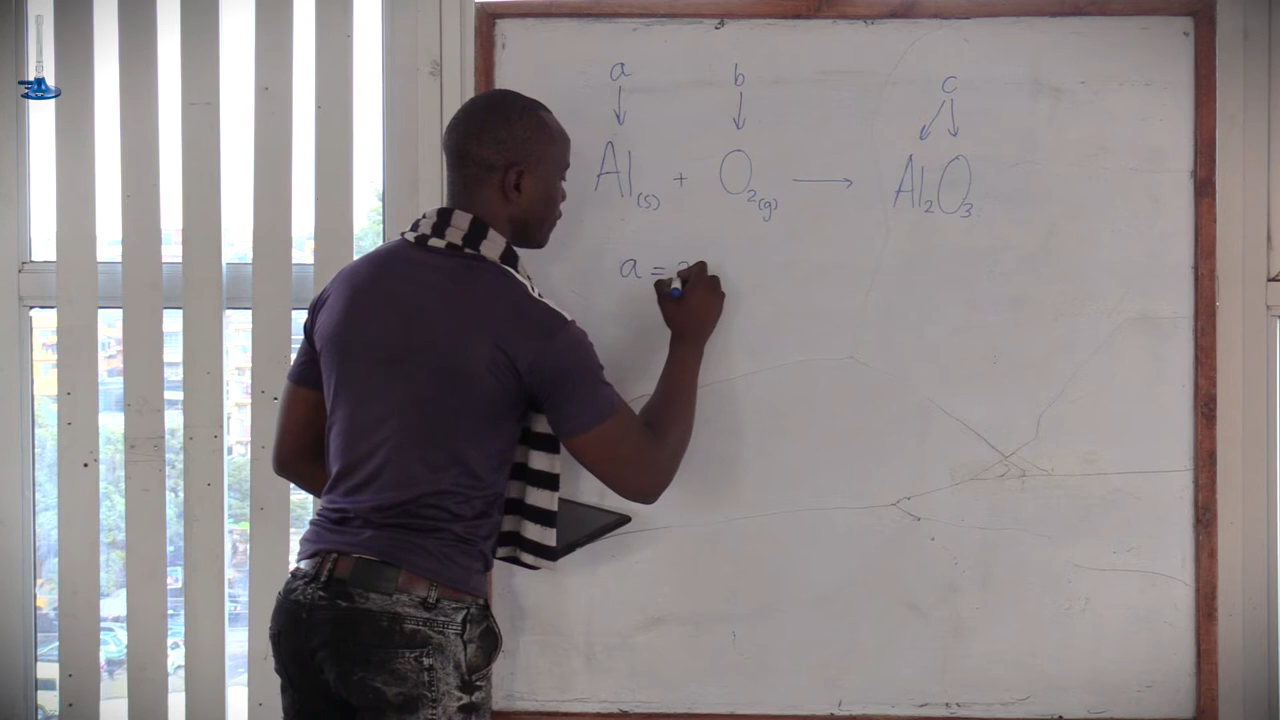 a b c
↓ ↓ ↙↓
Al(s) + O₂(g) → Al₂O₃
a =